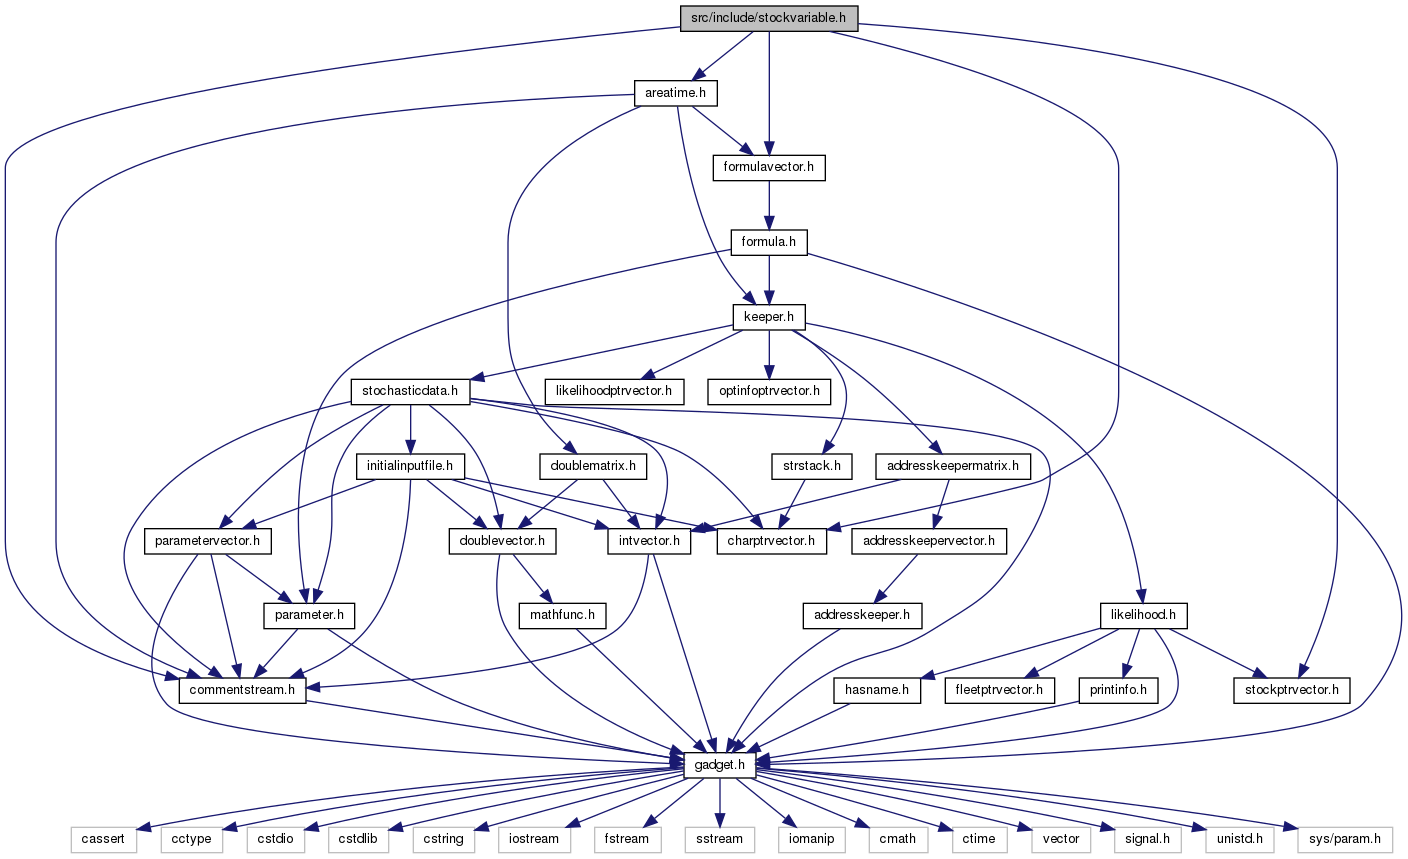 src/include/stockvariable.h
areatime.h
formulavector.h
formula.h
keeper.h
stochasticdata.h
likelihoodptrvector.h
optinfoptrvector.h
initialinputfile.h
doublematrix.h
strstack.h
addresskeepermatrix.h
parametervector.h
doublevector.h
intvector.h
charptrvector.h
addresskeepervector.h
parameter.h
mathfunc.h
addresskeeper.h
likelihood.h
commentstream.h
hasname.h
fleetptrvector.h
printinfo.h
stockptrvector.h
gadget.h
cassert
cctype
cstdio
cstdlib
cstring
iostream
fstream
sstream
iomanip
cmath
ctime
vector
signal.h
unistd.h
sys/param.h